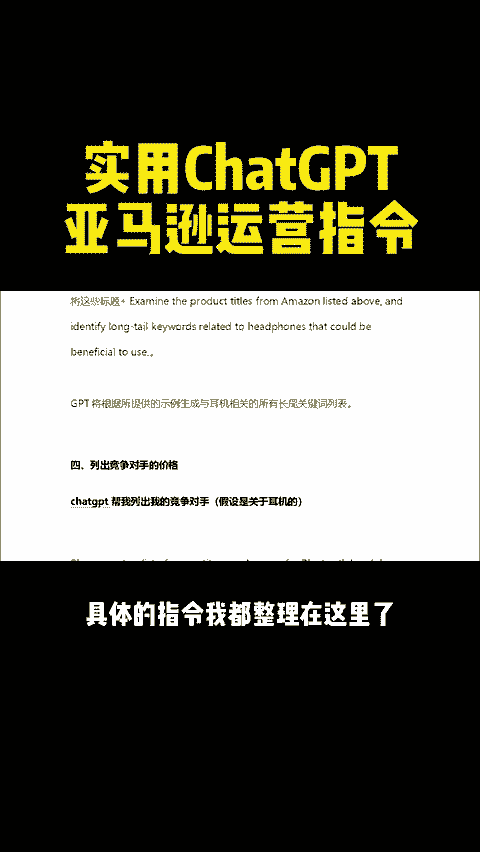 实用ChatGPT
亚马逊运营指令
将这些标题+ Examine the product titles from Amazon listed above, and
identify long-tail keywords related to headphones that could be
beneficial to use.。
GPT 将根据所提供的示例生成与耳机相关的所有长尾关键词列表。
四、列出竞争对手的价格
chatgpt 帮我列出我的竞争对手（假设是关于耳机的）
具体的指令我都整理在这里了